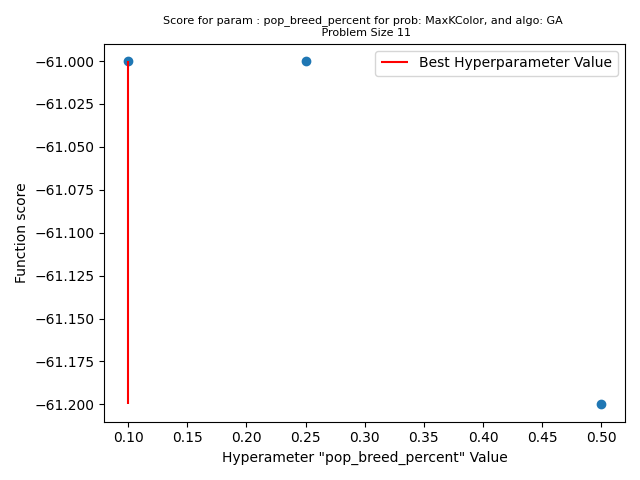 Score for param : pop_breed_percent for prob: MaxKColor, and algo: GA
Problem Size 11
Best Hyperparameter Value
Function score
−61.000
−61.025
−61.050
−61.075
−61.100
−61.125
−61.150
−61.175
−61.200
0.10 0.15 0.20 0.25 0.30 0.35 0.40 0.45 0.50
Hyperameter "pop_breed_percent" Value